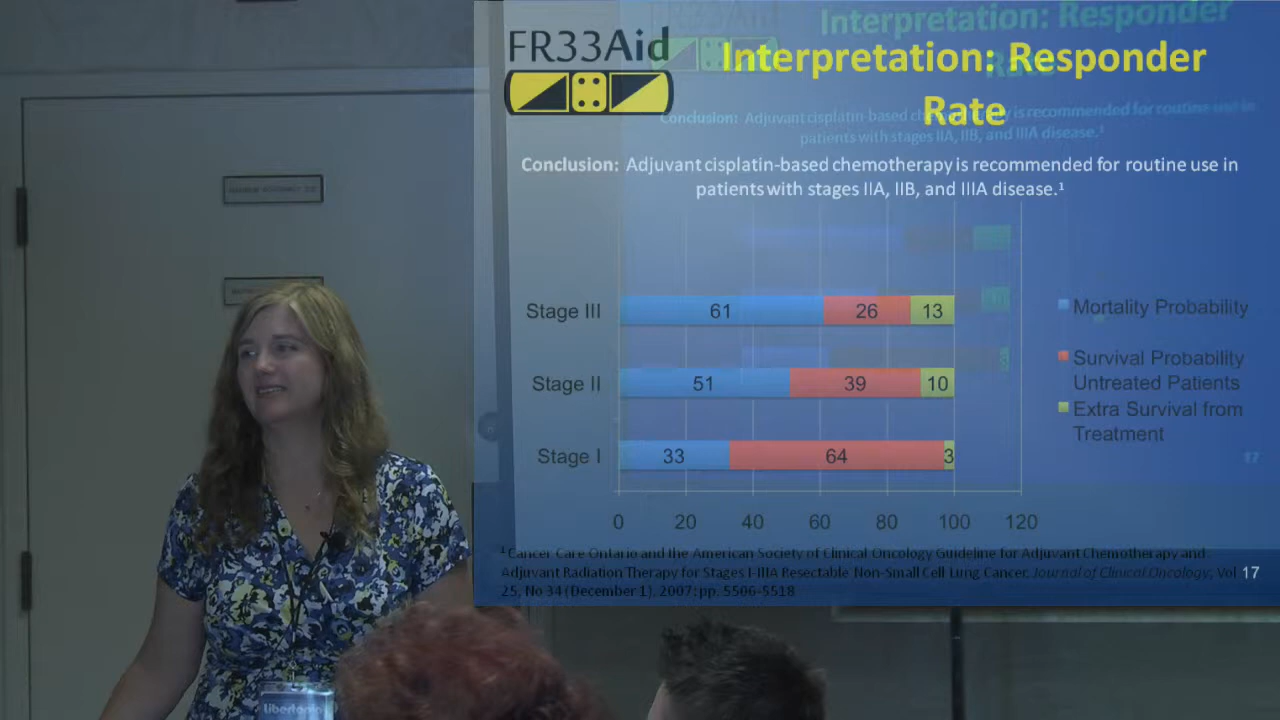 FR33Aid
Interpretation: Responder
Rate
Conclusion: Adjuvant cisplatin-based chemotherapy is recommended for routine use in
patients with stages IIA, IIB, and IIIA disease.¹
Stage III
61
26
13
Mortality Probability
Survival Probability
Untreated Patients
Stage II
51
39
10
Extra Survival from
Treatment
Stage I
33
64
3
0 20 40 60 80 100 120
¹Cancer Care Ontario and the American Society of Clinical Oncology Guideline for Adjuvant Chemotherapy and
Adjuvant Radiation Therapy for Stages I-IIIA Resectable Non-Small Cell Lung Cancer. Journal of Clinical Oncology, Vol
25, No 34 (December 1), 2007: pp. 5506-5518
17